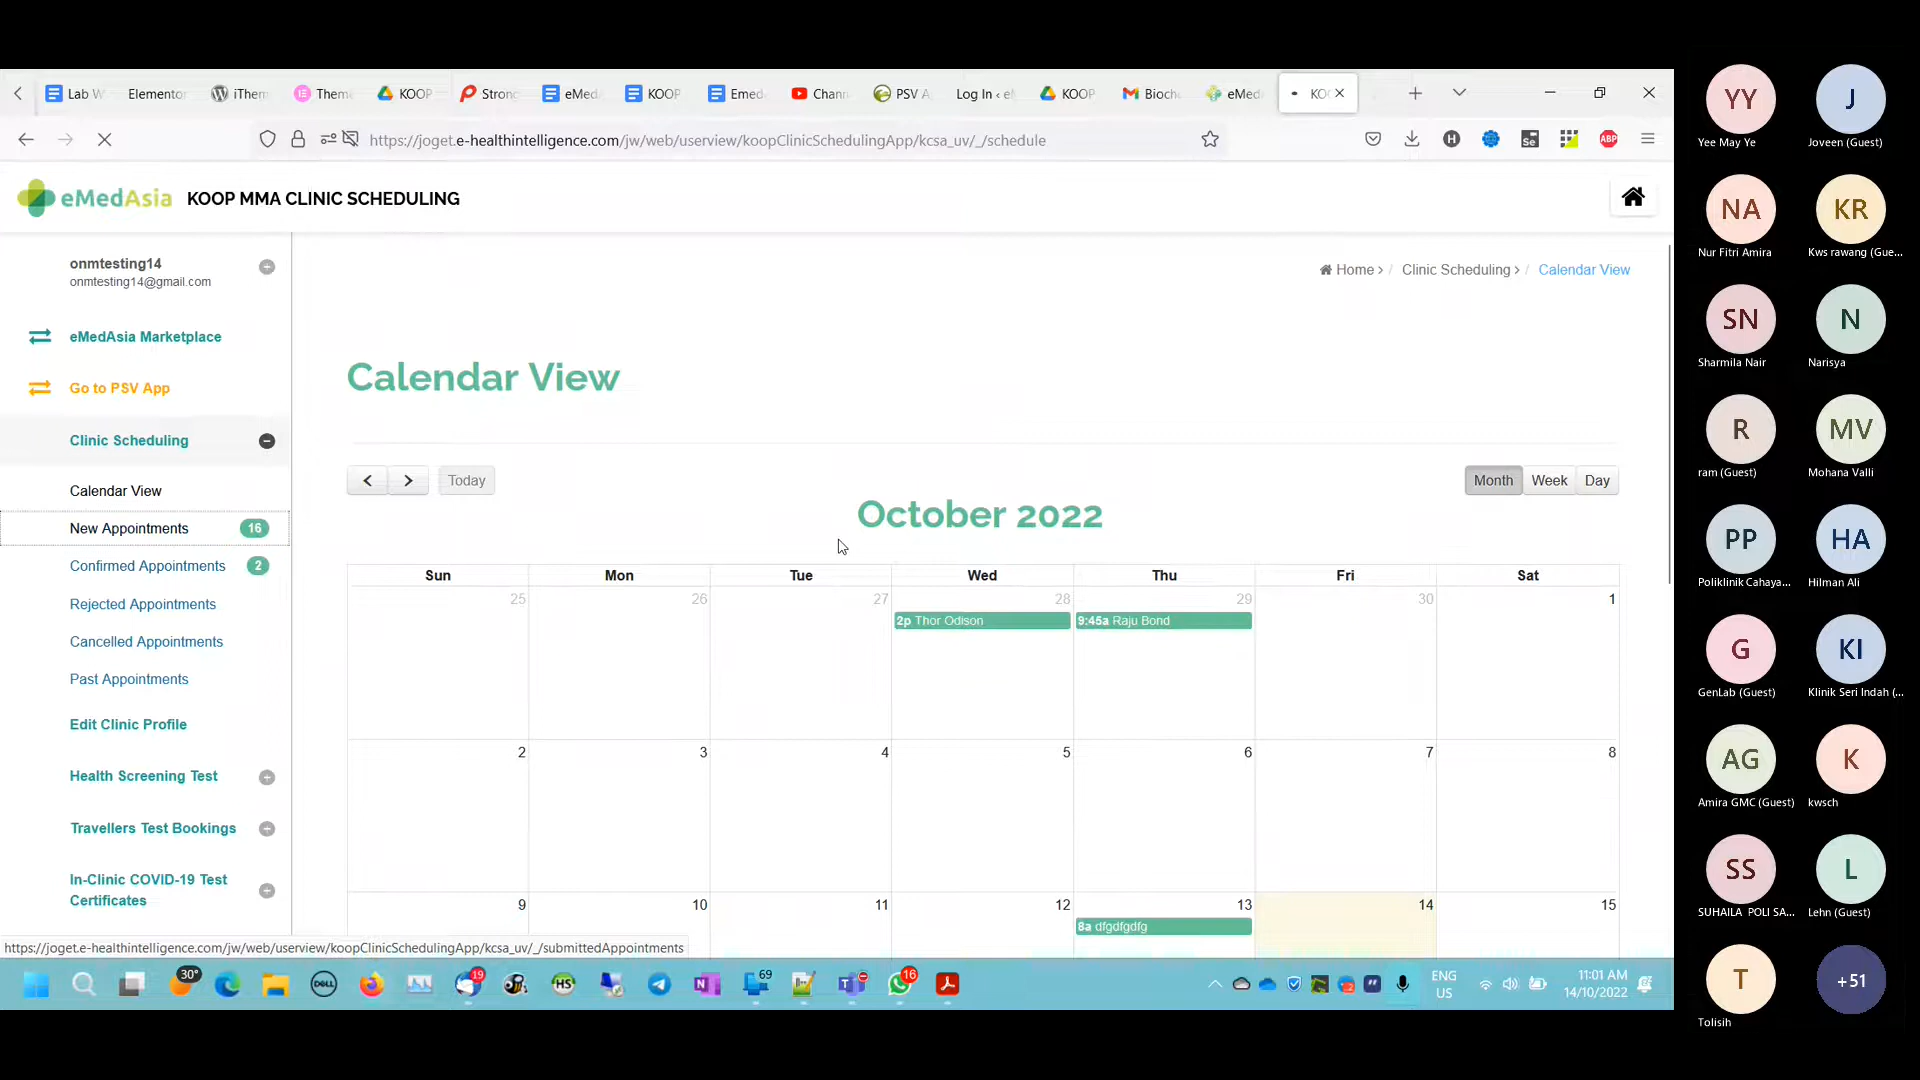 Lab W
Elementor
iThem
Theme
KOOP
Strong
eMed
KOOP
Emed
Chann
PSV A
Log In ‹ e
KOOP
Bioch
eMed
KO
https://joget.e-healthintelligence.com/jw/web/userview/koopClinicSchedulingApp/kcsa_uv/_/schedule
eMedAsia KOOP MMA CLINIC SCHEDULING
onmtesting14
onmtesting14@gmail.com
eMedAsia Marketplace
Go to PSV App
Clinic Scheduling
Calendar View
New Appointments 16
Confirmed Appointments 2
Rejected Appointments
Cancelled Appointments
Past Appointments
Edit Clinic Profile
Health Screening Test
Travellers Test Bookings
In-Clinic COVID-19 Test
Certificates
https://joget.e-healthintelligence.com/jw/web/userview/koopClinicSchedulingApp/kcsa_uv/_/submittedAppointments
Home › / Clinic Scheduling › / Calendar View
Calendar View
Today
Month Week Day
October 2022
Sun Mon Tue Wed Thu Fri Sat
25 26 27 28 29 30 1
2p Thor Odison 9:45a Raju Bond
2 3 4 5 6 7 8
9 10 11 12 13 14 15
8a dfgdfgdfg
30°
DELL
19
HS
69
16
ENG
US
11:01 AM
14/10/2022
YY
Yee May Ye
J
Joveen (Guest)
NA
Nur Fitri Amira
KR
Kws rawang (Gue...
SN
Sharmila Nair
N
Narisya
R
ram (Guest)
MV
Mohana Valli
PP
Poliklinik Cahaya...
HA
Hilman Ali
G
GenLab (Guest)
KI
Klinik Seri Indah (...
AG
Amira GMC (Guest)
K
kwsch
SS
SUHAILA POLI SA...
L
Lehn (Guest)
T
Tolisih
+51